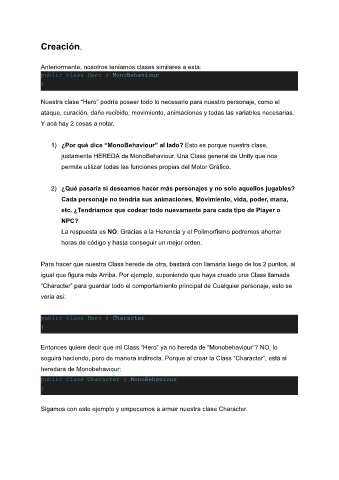 Creación.
Anteriormente, nosotros teníamos clases similares a esta:
public class Hero : MonoBehaviour
{
Nuestra clase "Hero" podría poseer todo lo necesario para nuestro personaje, como el
ataque, curación, daño recibido, movimiento, animaciones y todas las variables necesarias.
Y acá hay 2 cosas a notar.
1) ¿Por qué dice "MonoBehaviour" al lado? Esto es porque nuestra clase,
justamente HEREDA de MonoBehaviour. Una Class general de Unity que nos
permite utilizar todas las funciones propias del Motor Gráfico.
2) ¿Qué pasaría si deseamos hacer más personajes y no solo aquellos jugables?
Cada personaje no tendría sus animaciones, Movimiento, vida, poder, mana,
etc. ¿Tendríamos que codear todo nuevamente para cada tipo de Player o
NPC?
La respuesta es NO. Gracias a la Herencia y el Polimorfismo podremos ahorrar
horas de código y hasta conseguir un mejor orden.
Para hacer que nuestra Class herede de otra, bastará con llamarla luego de los 2 puntos, al
igual que figura más Arriba. Por ejemplo, suponiendo que haya creado una Class llamada
"Character" para guardar todo el comportamiento principal de Cualquier personaje, esto se
vería así:
public class Hero : Character
{
Entonces quiere decir que mi Class "Hero" ya no hereda de "Monobehaviour"? NO, lo
seguirá haciendo, pero de manera indirecta. Porque al crear la Class "Character", está si
heredara de Monobehaviour:
public class Character : MonoBehaviour
{
Sigamos con este ejemplo y empecemos a armar nuestra clase Character.